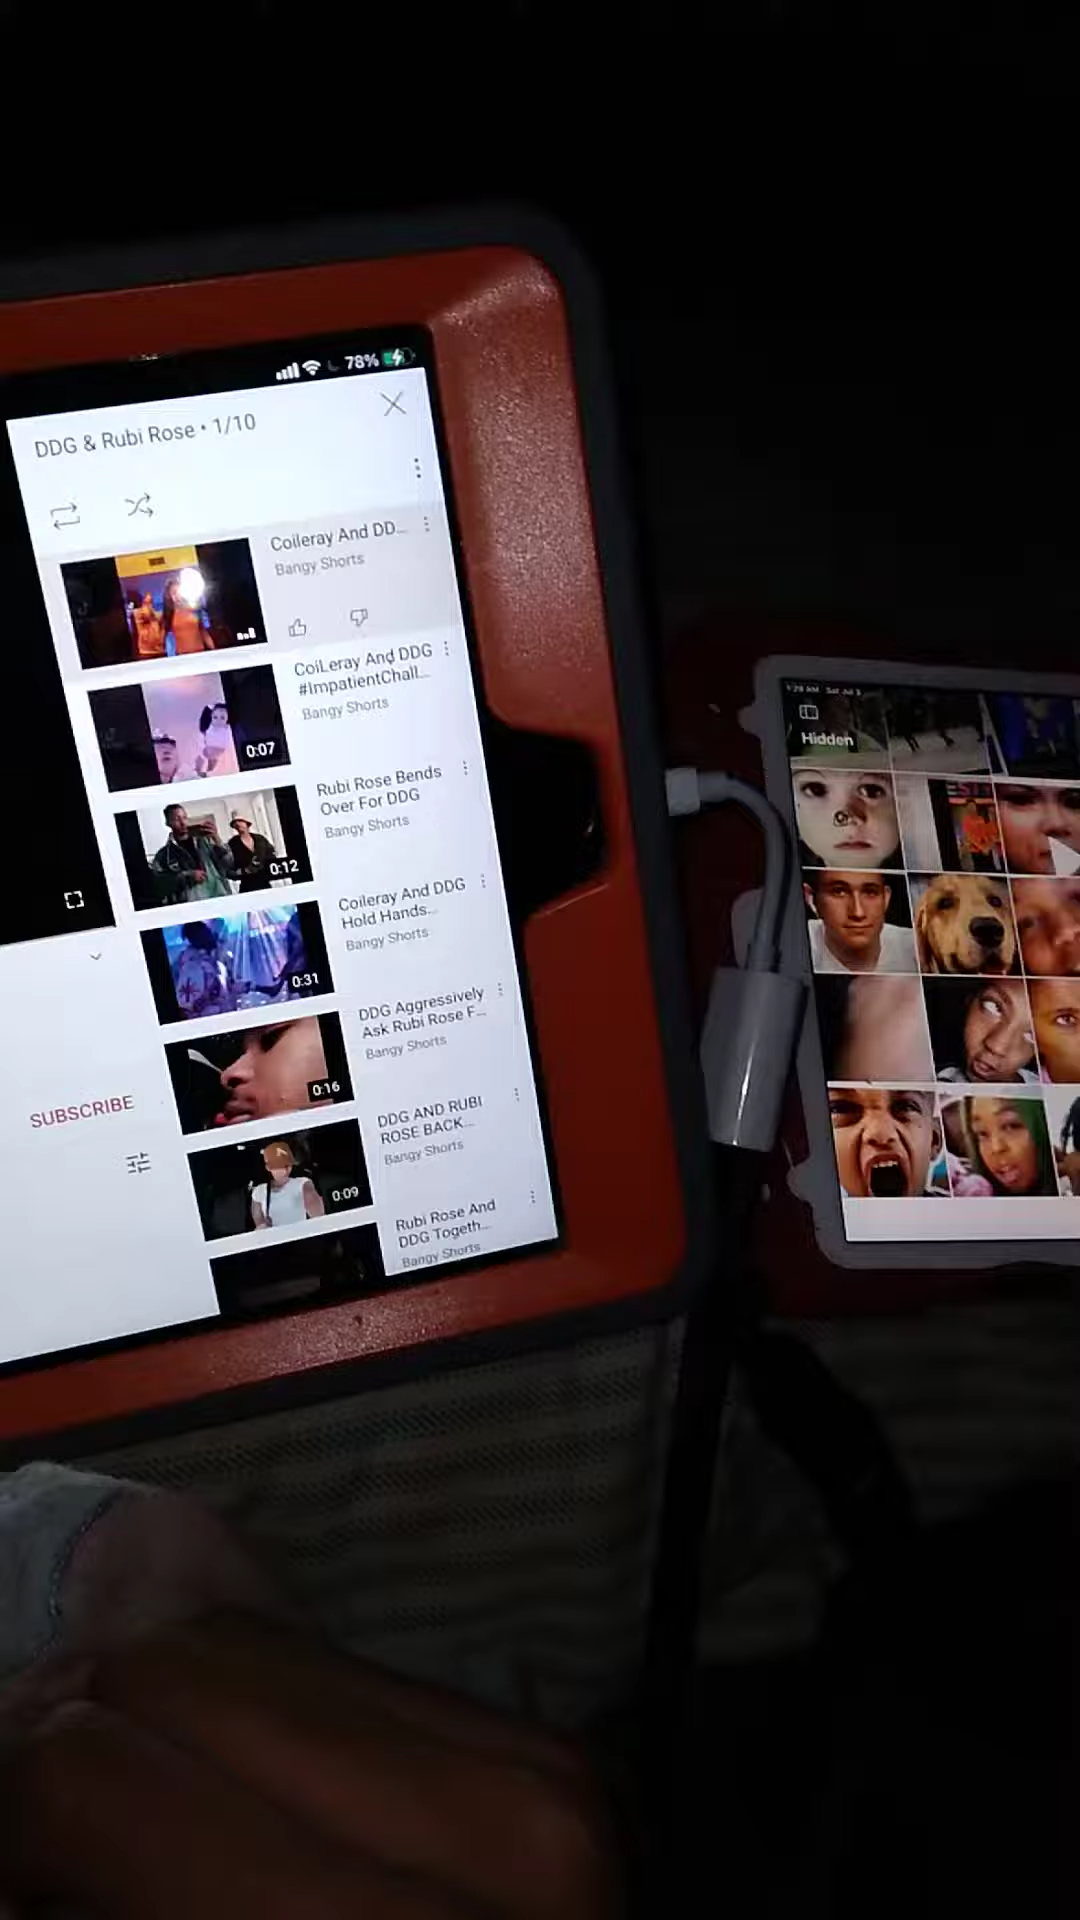 78%
DDG & Rubi Rose • 1/10
Coileray And DD...
Bangy Shorts
CoiLeray And DDG
#ImpatientChall...
Bangy Shorts
0:07
Rubi Rose Bends
Over For DDG
Bangy Shorts
0:12
Coileray And DDG
Hold Hands...
Bangy Shorts
0:31
DDG Aggressively
Ask Rubi Rose F...
Bangy Shorts
0:16
DDG AND RUBI
ROSE BACK...
Bangy Shorts
0:09
Rubi Rose And
DDG Togeth...
Bangy Shorts
SUBSCRIBE
Hidden